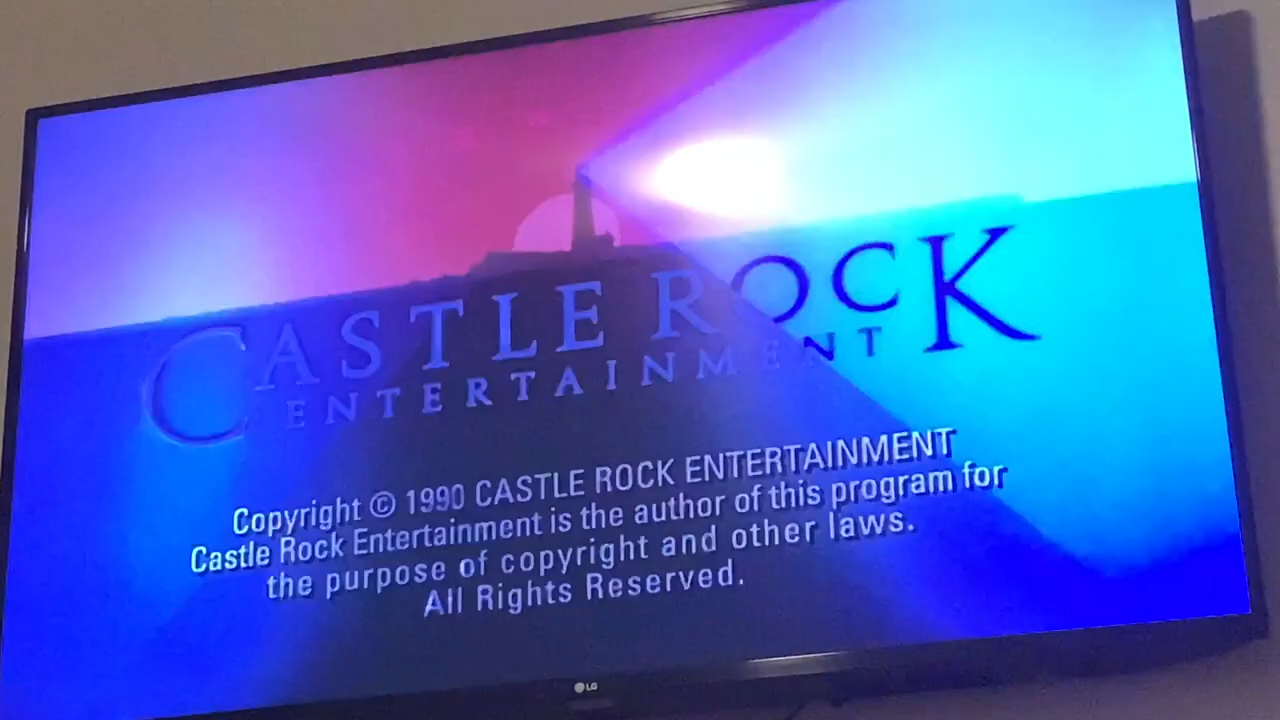 CASTLE ROCK
ENTERTAINMENT
Copyright © 1990 CASTLE ROCK ENTERTAINMENT
Castle Rock Entertainment is the author of this program for
the purpose of copyright and other laws.
All Rights Reserved.
LG